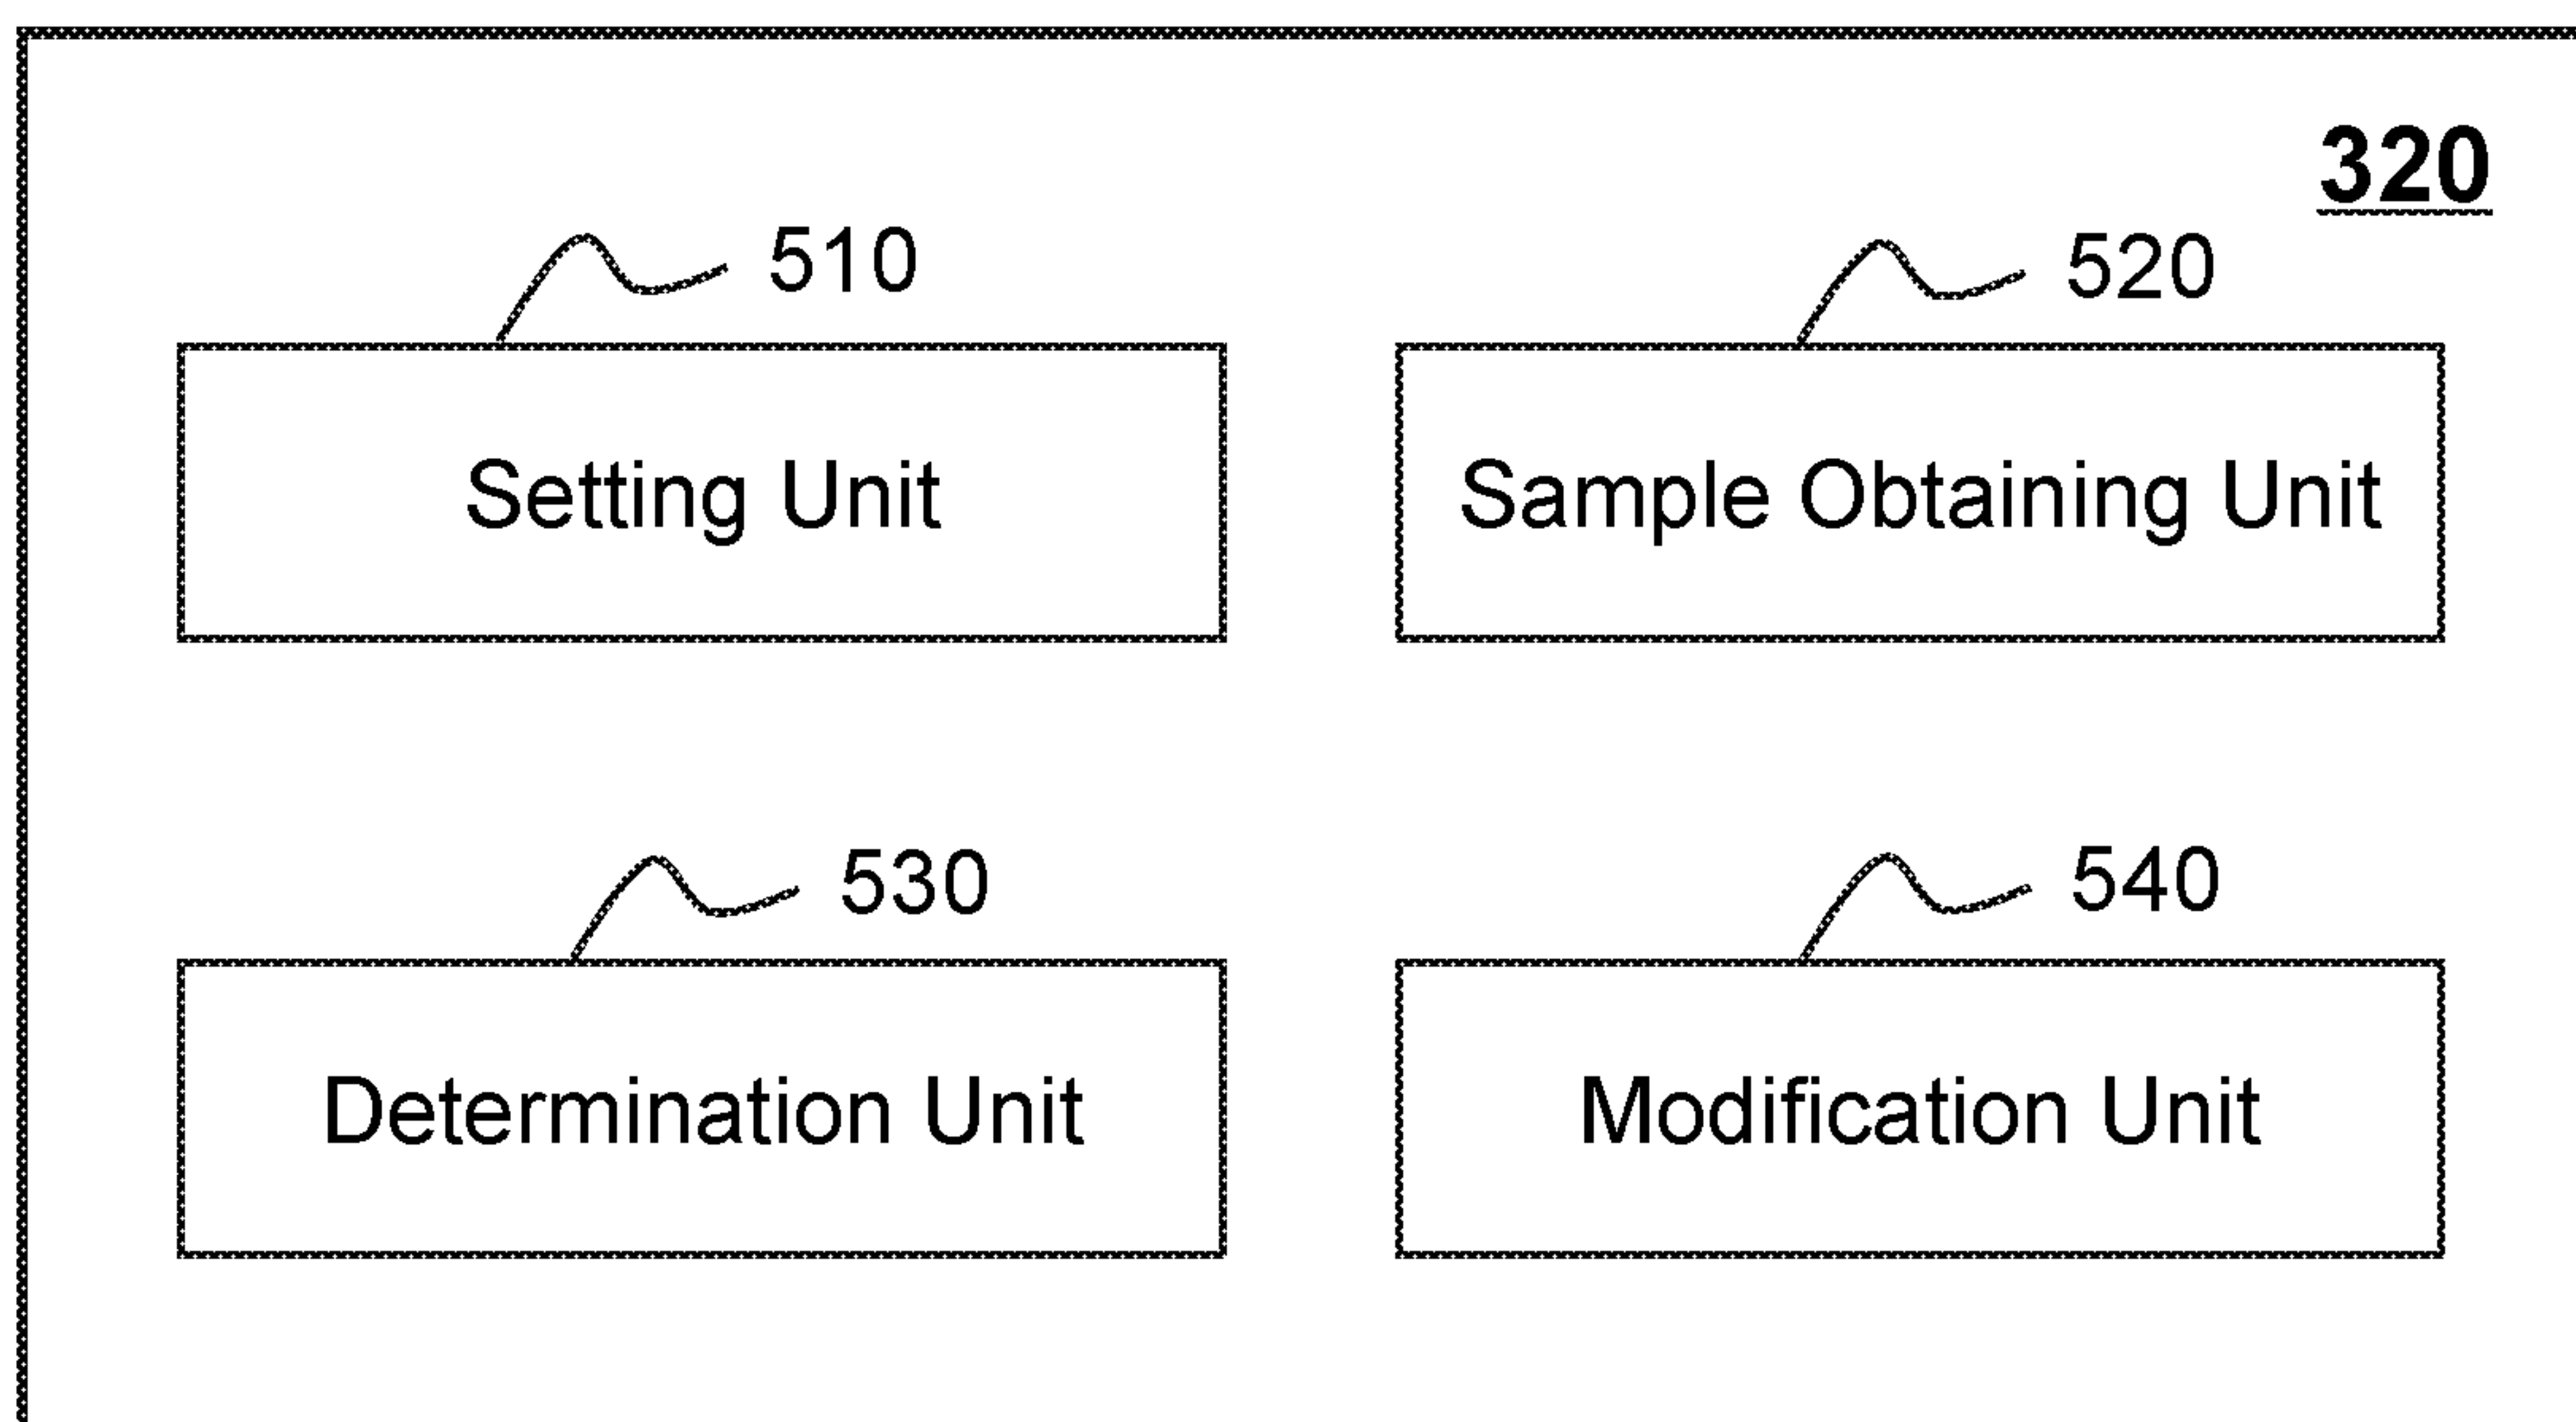 320
510
520
Setting Unit
Sample Obtaining Unit
530
540
Determination Unit
Modification Unit